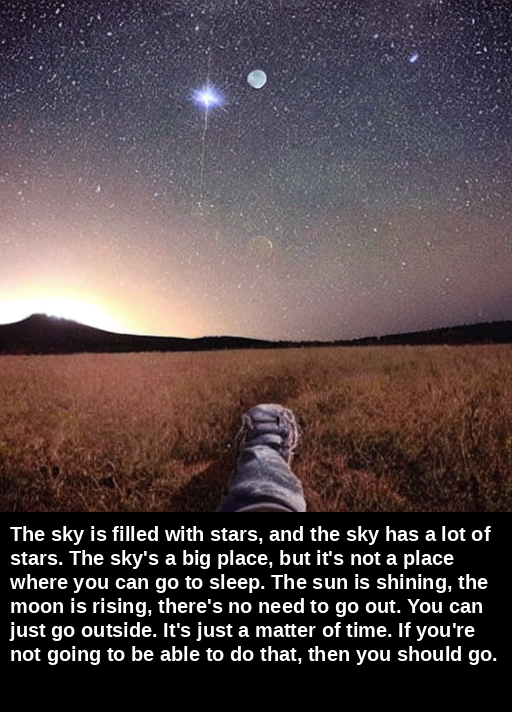 The sky is filled with stars, and the sky has a lot of
stars. The sky's a big place, but it's not a place
where you can go to sleep. The sun is shining, the
moon is rising, there's no need to go out. You can
just go outside. It's just a matter of time. If you're
not going to be able to do that, then you should go.